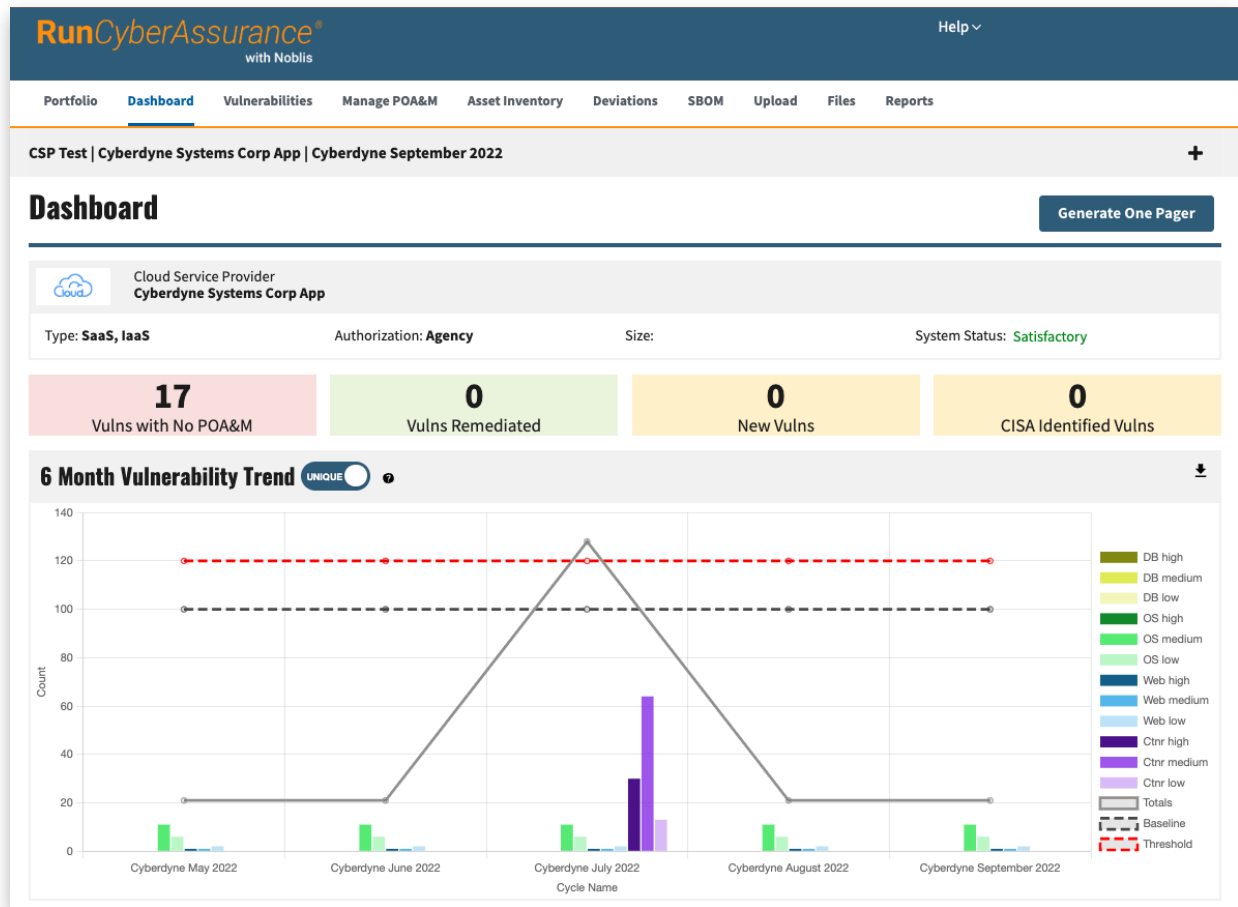 RunCyberAssurance®
with Noblis
Help
Portfolio Dashboard Vulnerabilities Manage POA&M Asset Inventory Deviations SBOM Upload Files Reports
CSP Test | Cyberdyne Systems Corp App | Cyberdyne September 2022 +
Dashboard
Generate One Pager
Cloud
Cloud Service Provider
Cyberdyne Systems Corp App
Type: SaaS, IaaS Authorization: Agency Size: System Status: Satisfactory
17 0 0 0
Vulns with No POA&M Vulns Remediated New Vulns CISA Identified Vulns
6 Month Vulnerability Trend UNIQUE ?
140
120
100
80
60
40
20
0
Count
Cyberdyne May 2022 Cyberdyne June 2022 Cyberdyne July 2022 Cyberdyne August 2022 Cyberdyne September 2022
Cycle Name
DB high
DB medium
DB low
OS high
OS medium
OS low
Web high
Web medium
Web low
Ctnr high
Ctnr medium
Ctnr low
Totals
Baseline
Threshold